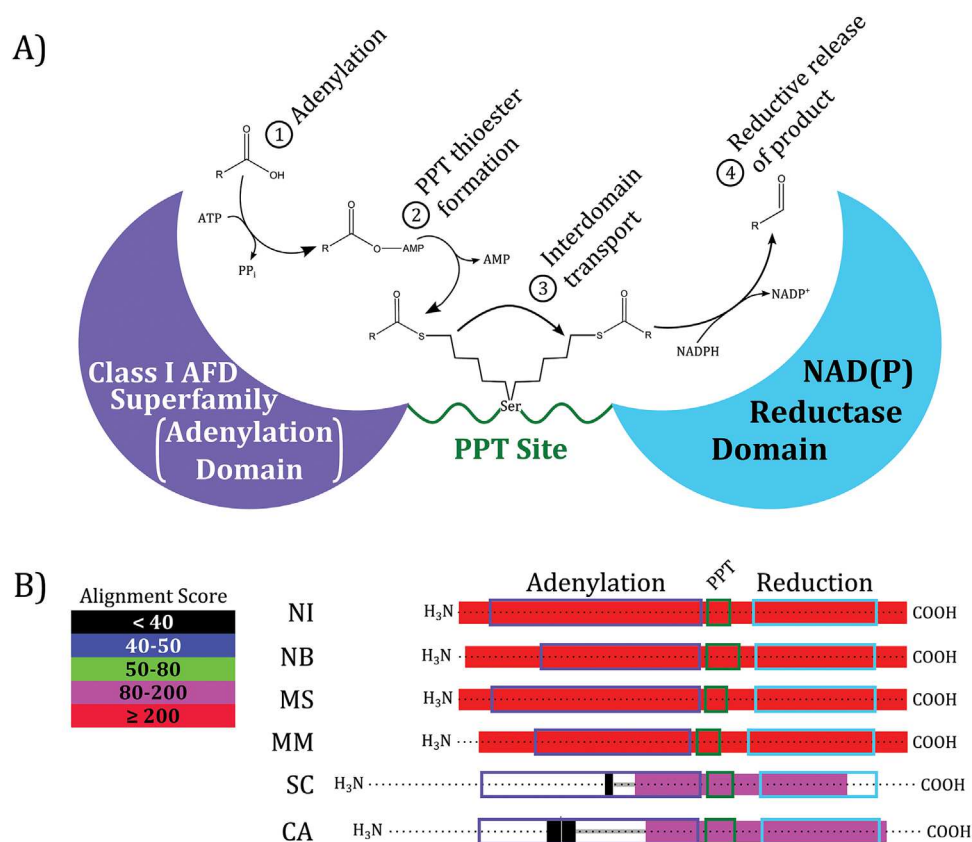 A)
① Adenylation
② PPT thioester
formation
③ Interdomain
transport
④ Reductive release
of product
O
R
OH
ATP
PPi
O
R
O
AMP
AMP
O
R
S
O
S
R
O
R
NADP⁺
NADPH
Ser
Class I AFD
Superfamily
(Adenylation
Domain)
PPT Site
NAD(P)
Reductase
Domain
B)
Alignment Score
< 40
40-50
50-80
80-200
≥ 200
Adenylation PPT Reduction
NI H₃N COOH
NB H₃N COOH
MS H₃N COOH
MM H₃N COOH
SC H₃N COOH
CA H₃N COOH